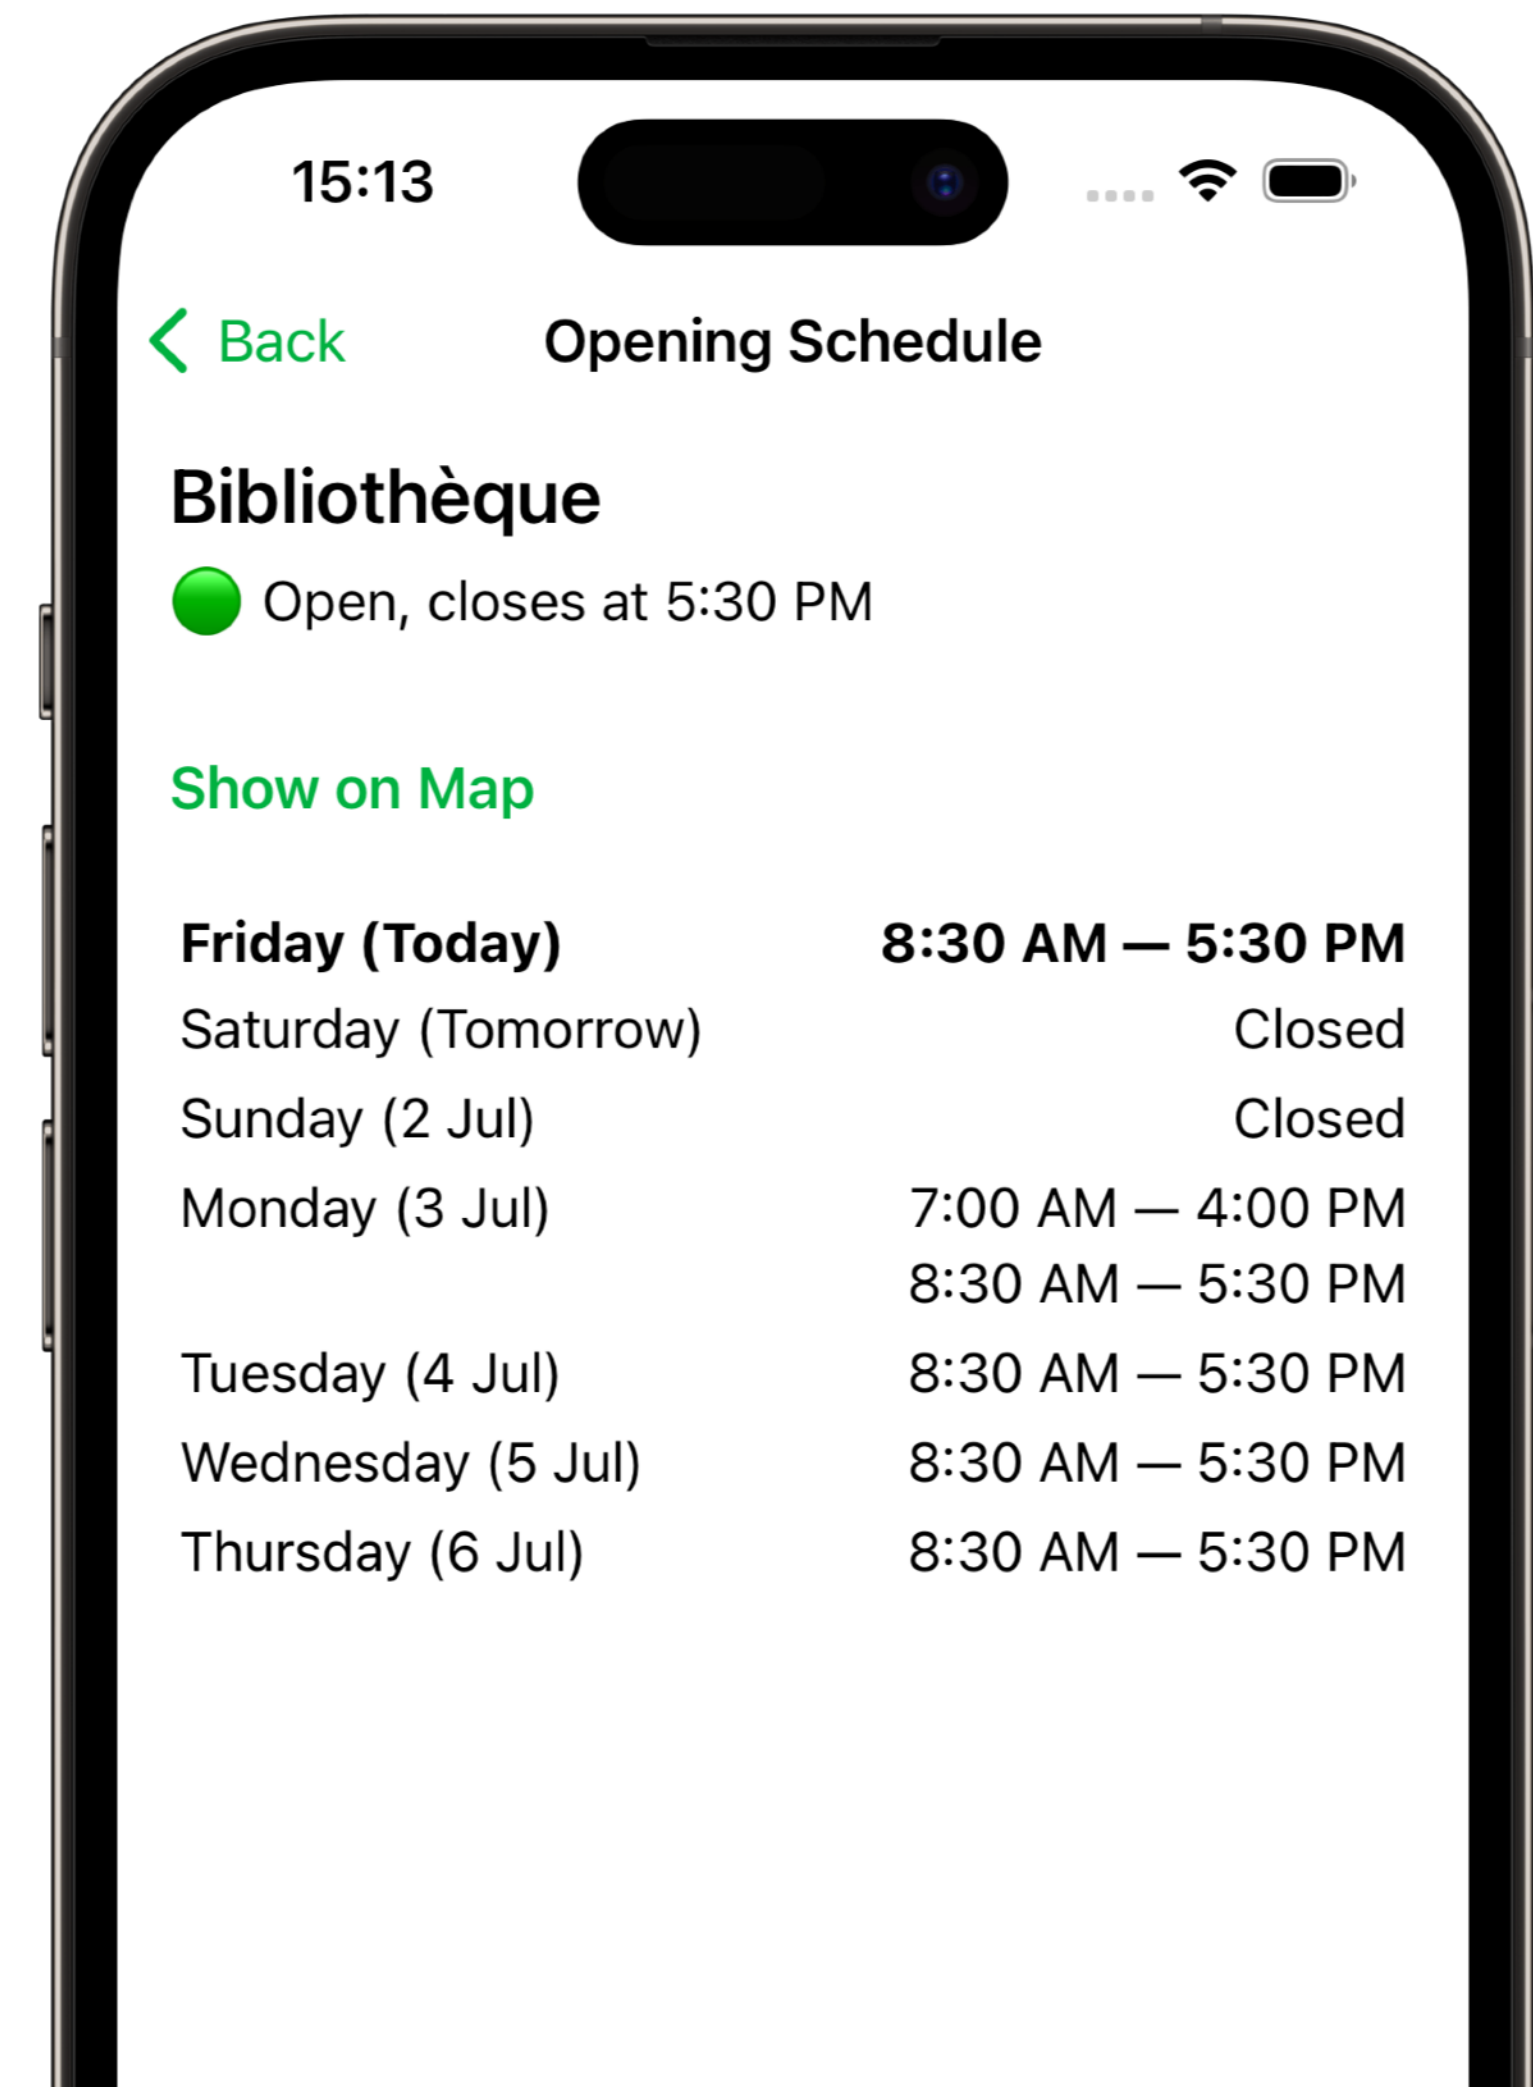 15:13
Back
Opening Schedule
Bibliothèque
Open, closes at 5:30 PM
Show on Map
Friday (Today) 8:30 AM — 5:30 PM
Saturday (Tomorrow) Closed
Sunday (2 Jul) Closed
Monday (3 Jul) 7:00 AM — 4:00 PM
8:30 AM — 5:30 PM
Tuesday (4 Jul) 8:30 AM — 5:30 PM
Wednesday (5 Jul) 8:30 AM — 5:30 PM
Thursday (6 Jul) 8:30 AM — 5:30 PM